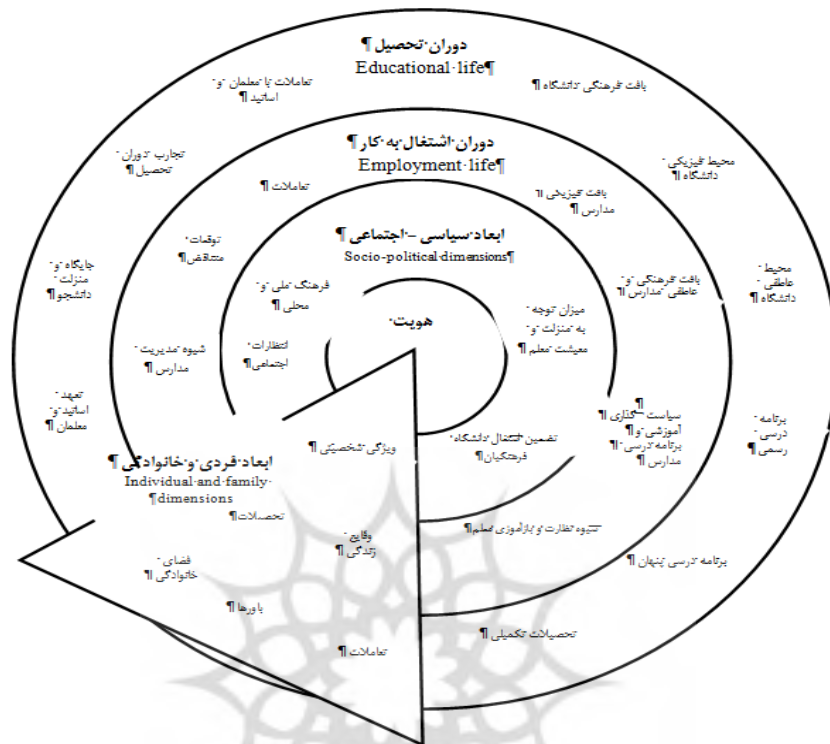 دوران تحصیل ¶
Educational life¶
تعاملات با معلمان و
اساتید ¶
بافت فرهنگی دانشگاه ¶
تجارب دوران
تحصیل ¶
محیط فیزیکی
دانشگاه ¶
جایگاه و
منزلت
دانشجو ¶
محیط
عاطفی
دانشگاه ¶
تعهد
اساتید و
معلمان ¶
برنامه
درسی
رسمی ¶
برنامه درسی پنهان ¶
تحصیلات تکمیلی ¶
دوران اشتغال به کار ¶
Employment life¶
تعاملات ¶
بافت فیزیکی
مدارس ¶
توقعات
متناقض ¶
بافت فرهنگی و
عاطفی مدارس ¶
شیوه مدیریت
مدارس ¶
¶
سیاست گذاری ¶
آموزشی و ¶
برنامه درسی ¶
مدارس ¶
شیوه نظارت و بازآموزی معلم ¶
ابعاد سیاسی – اجتماعی ¶
Socio-political dimensions¶
فرهنگ ملی و
محلی ¶
میزان توجه
به منزلت و
معیشت معلم ¶
انتظارات
اجتماعی ¶
تضمین اشتغال دانشگاه
فرهنگیان ¶
هویت
ویژگی شخصیتی ¶
ابعاد فردی و خانوادگی ¶
Individual and family
¶dimensions
تحصیلات ¶
وقایع
زندگی ¶
فضای
خانوادگی ¶
باورها ¶
تعاملات ¶